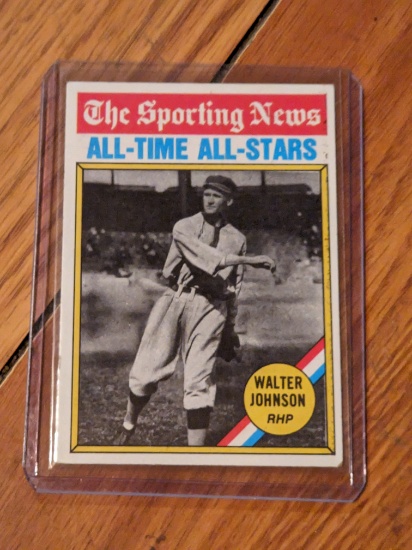 The Sporting News
ALL-TIME ALL-STARS
WALTER
JOHNSON
RHP